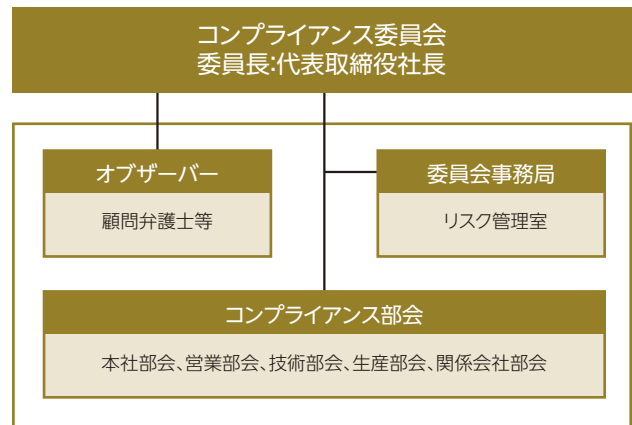 コンプライアンス委員会
委員長:代表取締役社長
オブザーバー
委員会事務局
顧問弁護士等
リスク管理室
コンプライアンス部会
本社部会、営業部会、技術部会、生産部会、関係会社部会